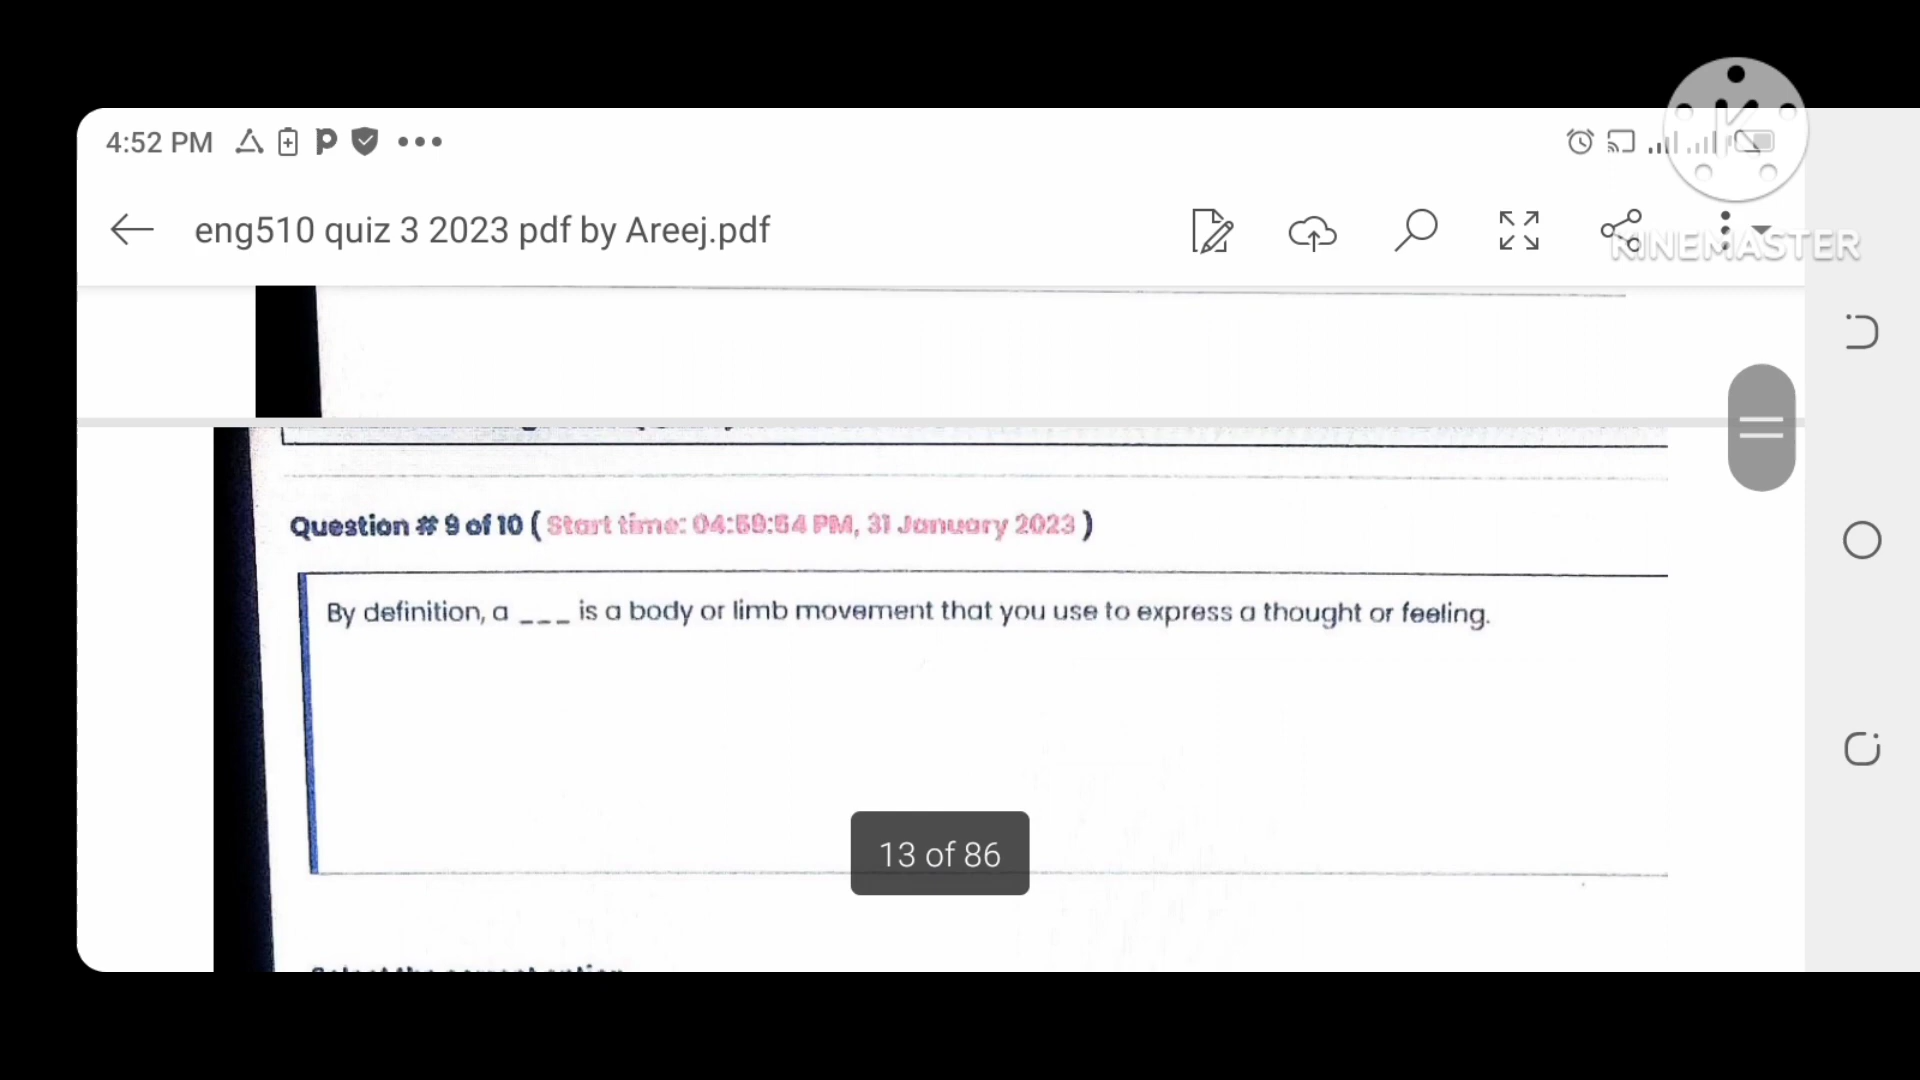 4:52 PM
eng510 quiz 3 2023 pdf by Areej.pdf
KINEMASTER
Question # 9 of 10 ( Start time: 04:59:54 PM, 31 January 2023 )
By definition, a ___ is a body or limb movement that you use to express a thought or feeling.
13 of 86